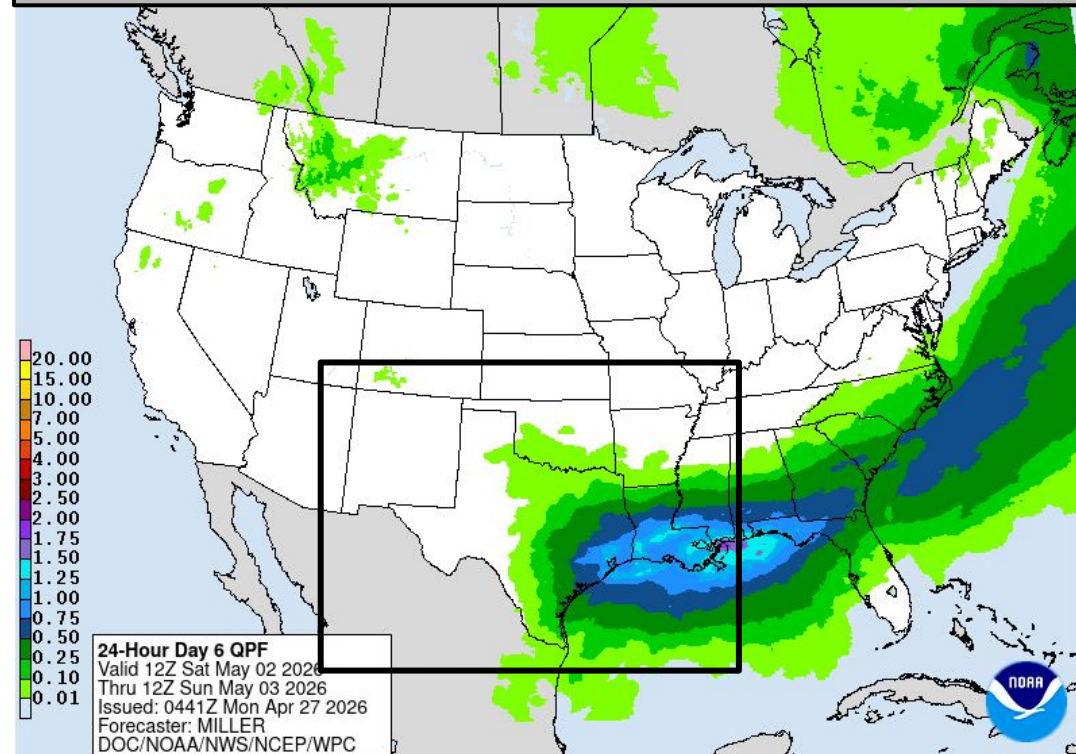 20.00
15.00
10.00
7.00
5.00
4.00
3.00
2.50
2.00
1.75
1.50
1.25
1.00
0.75
0.50
0.25
0.10
0.01
24-Hour Day 6 QPF
Valid 12Z Sat May 02 2026
Thru 12Z Sun May 03 2026
Issued: 0441Z Mon Apr 27 2026
Forecaster: MILLER
DOC/NOAA/NWS/NCEP/WPC
NOAA